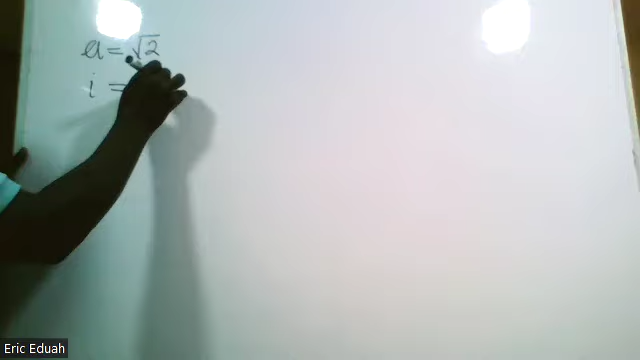 a = √2
i =
Eric Eduah